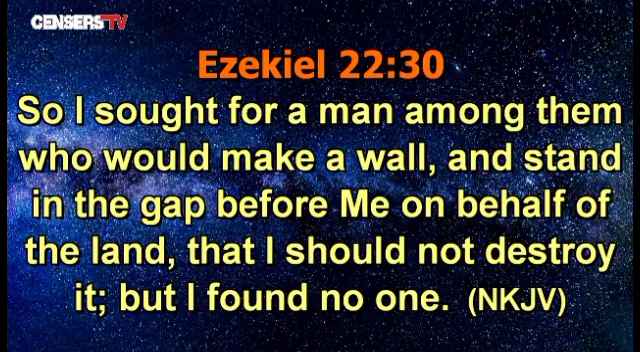 CENSERSTV
Ezekiel 22:30
So I sought for a man among them
who would make a wall, and stand
in the gap before Me on behalf of
the land, that I should not destroy
it; but I found no one. (NKJV)